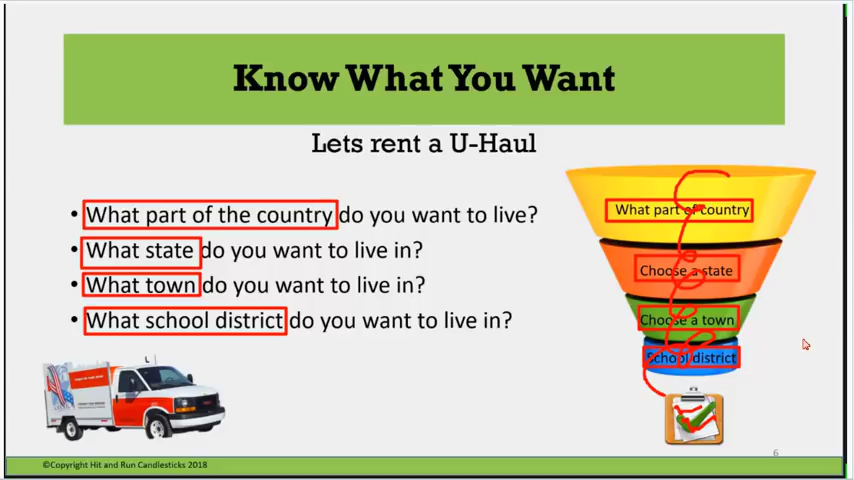 Know What You Want
Lets rent a U-Haul
• What part of the country do you want to live?
• What state do you want to live in?
• What town do you want to live in?
• What school district do you want to live in?
What part of country
Choose a state
Choose a town
School district
6
©Copyright Hit and Run Candlesticks 2018